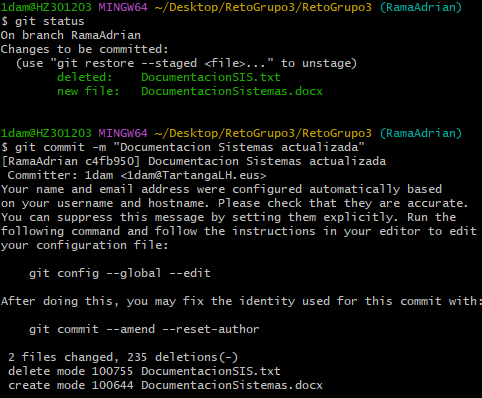 1dam@HZ301203 MINGW64 ~/Desktop/RetoGrupo3/RetoGrupo3 (RamaAdrian)
$ git status
On branch RamaAdrian
Changes to be committed:
  (use "git restore --staged <file>..." to unstage)
        deleted:    DocumentacionSIS.txt
        new file:   DocumentacionSistemas.docx

1dam@HZ301203 MINGW64 ~/Desktop/RetoGrupo3/RetoGrupo3 (RamaAdrian)
$ git commit -m "Documentacion Sistemas actualizada"
[RamaAdrian c4fb950] Documentacion Sistemas actualizada
 Committer: 1dam <1dam@TartangaLH.eus>
Your name and email address were configured automatically based
on your username and hostname. Please check that they are accurate.
You can suppress this message by setting them explicitly. Run the
following command and follow the instructions in your editor to edit
your configuration file:

    git config --global --edit

After doing this, you may fix the identity used for this commit with:

    git commit --amend --reset-author

 2 files changed, 235 deletions(-)
 delete mode 100755 DocumentacionSIS.txt
 create mode 100644 DocumentacionSistemas.docx